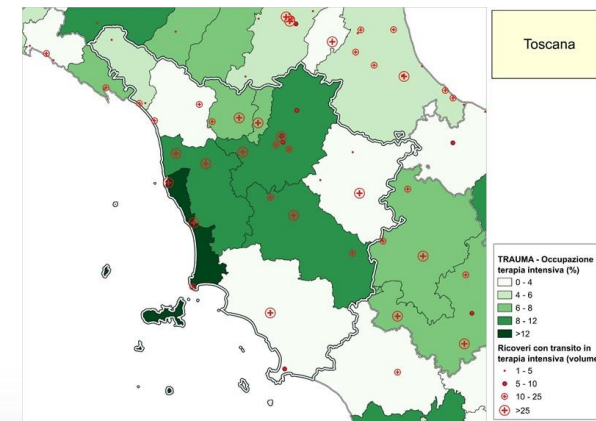 Toscana
TRAUMA - Occupazione
terapia intensiva (%)
0 - 4
4 - 6
6 - 8
8 - 12
>12
Ricoveri con transito in
terapia intensiva (volume
1 - 5
5 - 10
10 - 25
>25